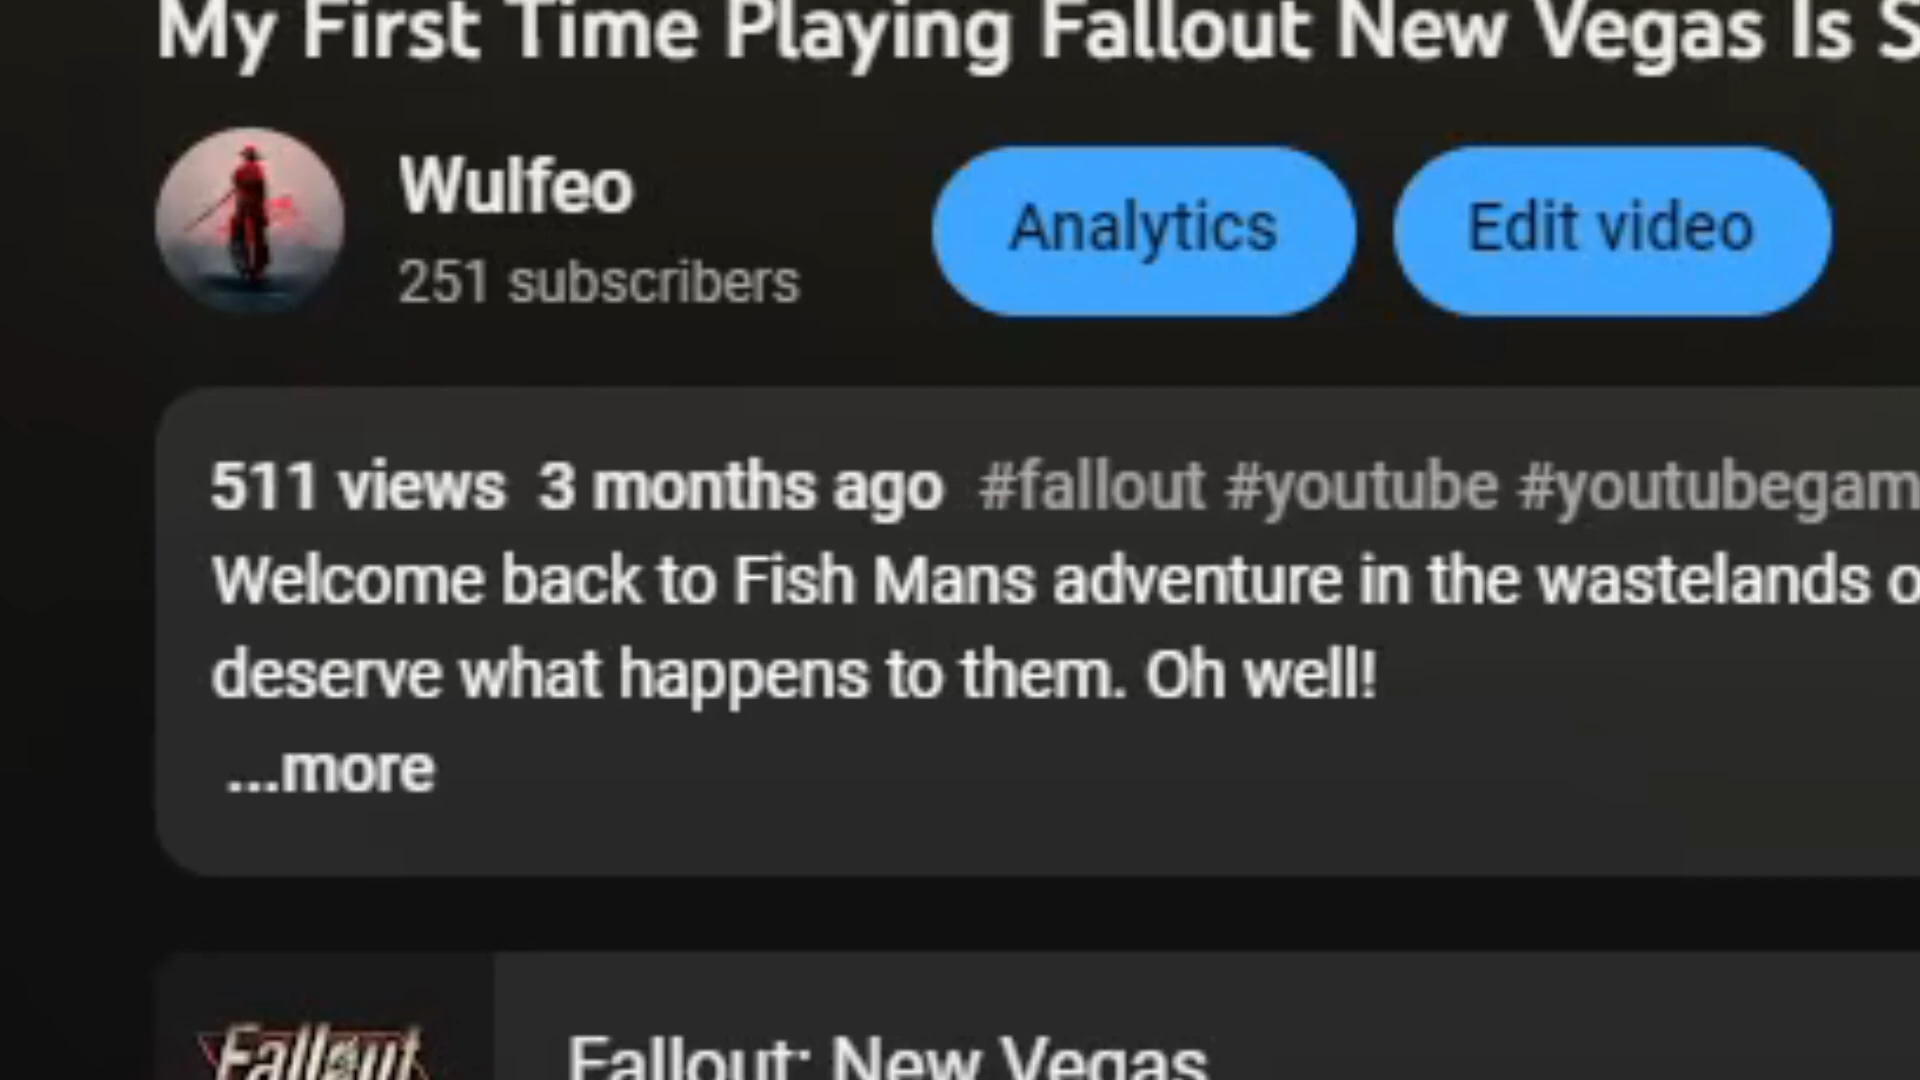 My First Time Playing Fallout New Vegas Is S
Wulfeo
251 subscribers
Analytics
Edit video
511 views 3 months ago #fallout #youtube #youtubegam
Welcome back to Fish Mans adventure in the wastelands o
deserve what happens to them. Oh well!
...more
Fallout
Fallout: New Vegas